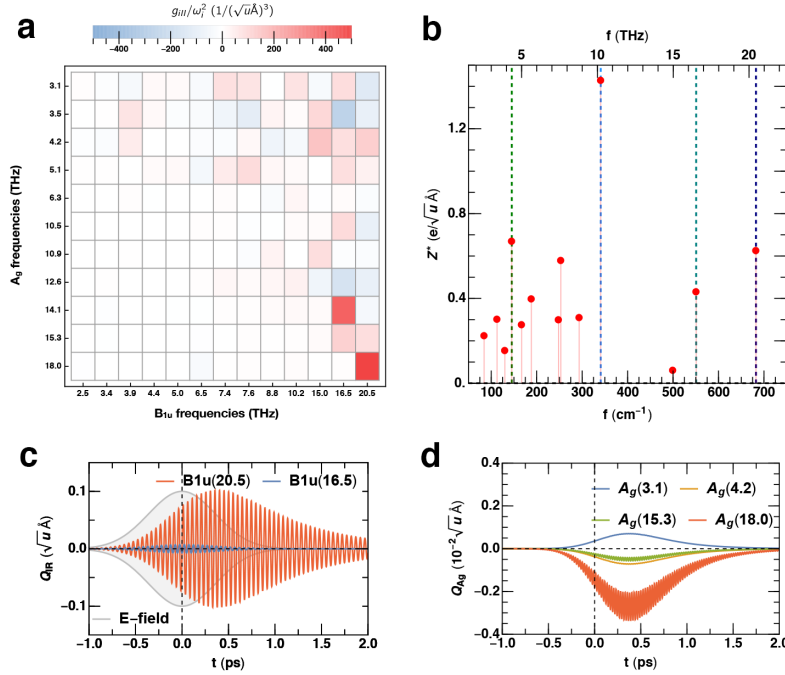 a
g_ill/ω_i^2 (1/(√uÅ)^3)
−400 −200 0 200 400
A_g frequencies (THz)
3.1
3.5
4.2
5.1
6.3
10.5
10.9
12.6
14.1
15.3
18.0
2.5 3.4 3.9 4.4 5.0 6.5 7.4 7.6 8.8 10.2 15.0 16.5 20.5
B_1u frequencies (THz)
b
f (THz)
5 10 15 20
Z* (e/√u Å)
1.2
0.8
0.4
0.
100 200 300 400 500 600 700
f (cm⁻¹)
c
B1u(20.5) B1u(16.5)
Q_IR (√u Å)
0.1
0.0
−0.1
E−field
−1.0 −0.5 0.0 0.5 1.0 1.5 2.0
t (ps)
d
A_g(3.1) A_g(4.2)
A_g(15.3) A_g(18.0)
Q_Ag (10⁻²√u Å)
0.4
0.2
0.0
−0.2
−0.4
−1.0 −0.5 0.0 0.5 1.0 1.5 2.0
t (ps)